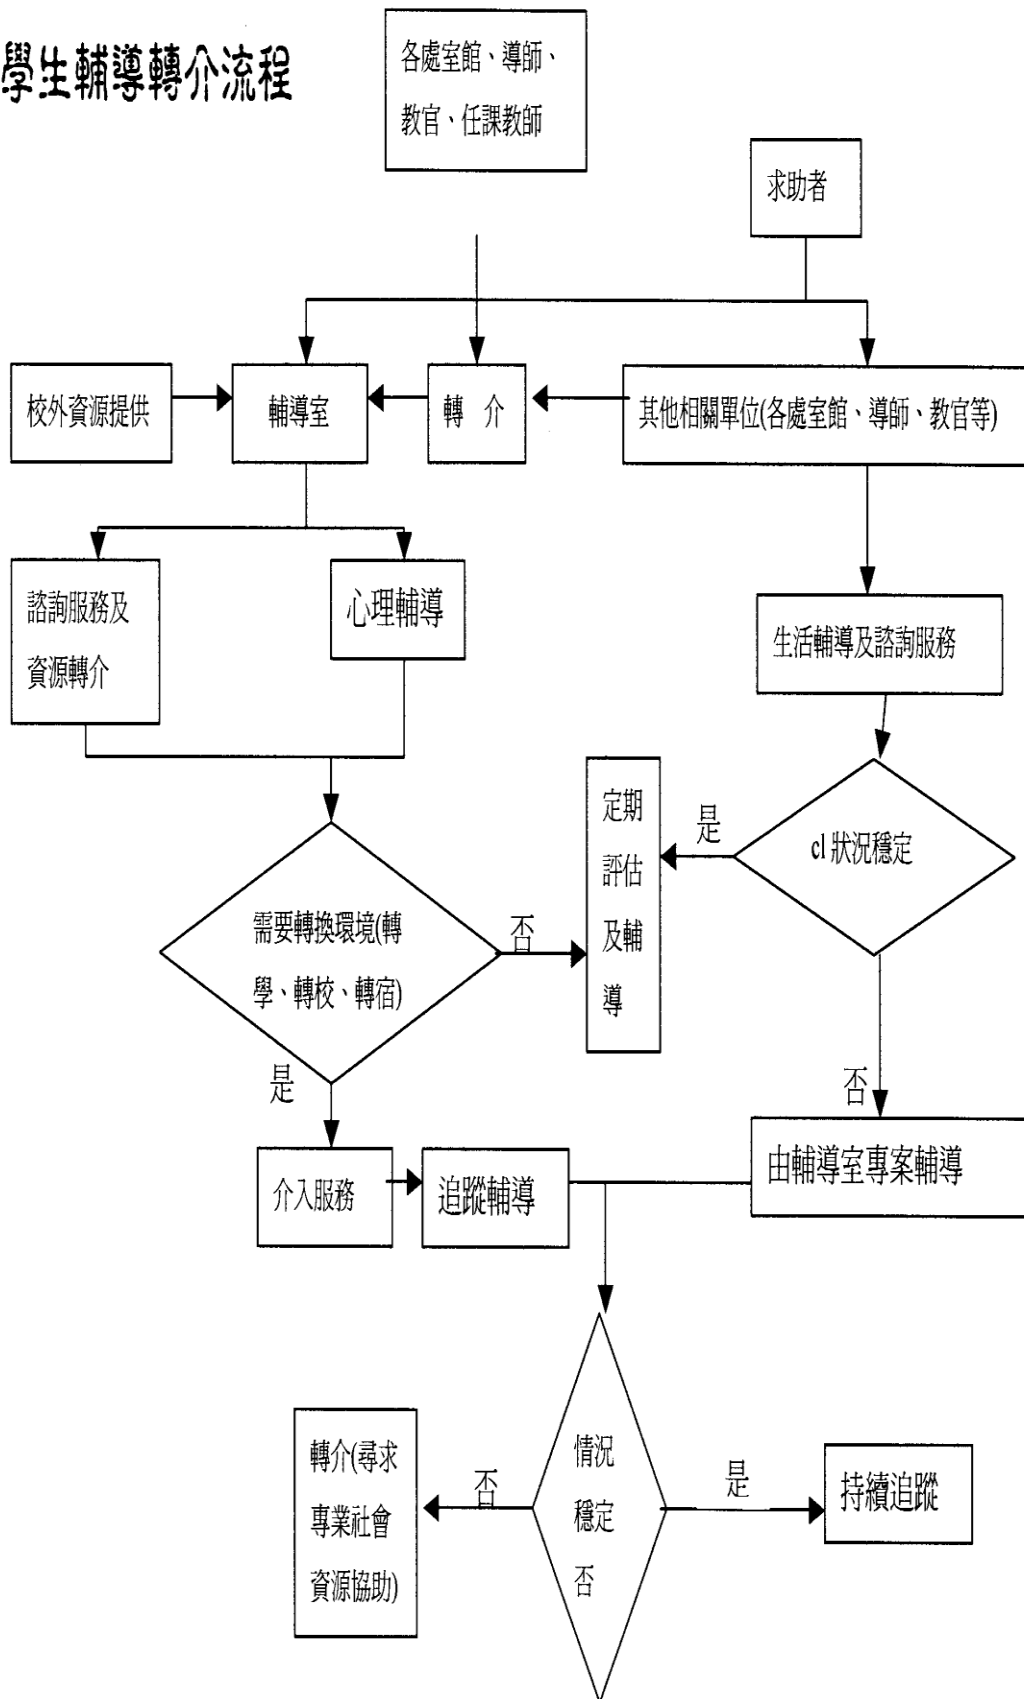 學生輔導轉介流程
各處室館、導師、
教官、任課教師
求助者
校外資源提供
輔導室
轉 介
其他相關單位(各處室館、導師、教官等)
諮詢服務及
資源轉介
心理輔導
生活輔導及諮詢服務
定期
評估
及輔
導
是
cl 狀況穩定
需要轉換環境(轉
學、轉校、轉宿)
否
是
否
介入服務
追蹤輔導
由輔導室專案輔導
轉介(尋求
專業社會
資源協助)
否
情況
穩定
否
是
持續追蹤